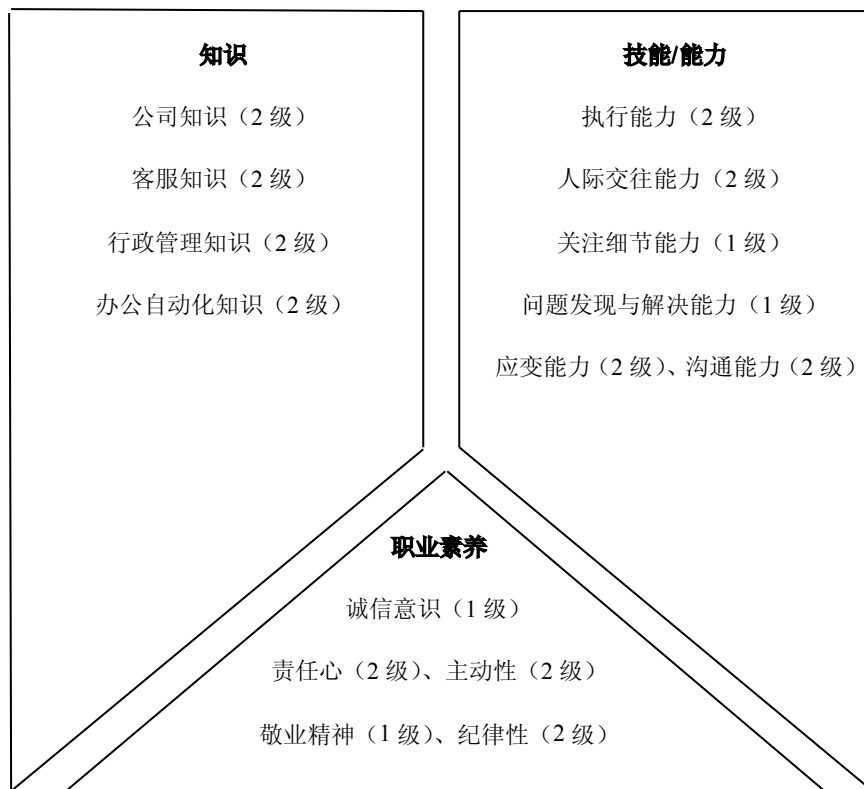 知识
公司知识（2 级）
客服知识（2 级）
行政管理知识（2 级）
办公自动化知识（2 级）
技能/能力
执行能力（2 级）
人际交往能力（2 级）
关注细节能力（1 级）
问题发现与解决能力（1 级）
应变能力（2 级）、沟通能力（2 级）
职业素养
诚信意识（1 级）
责任心（2 级）、主动性（2 级）
敬业精神（1 级）、纪律性（2 级）